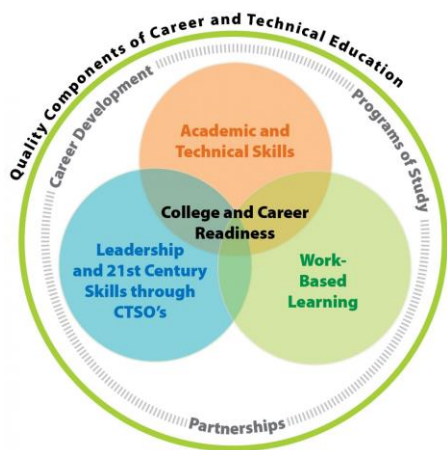 Quality Components of Career and Technical Education
Career Development
Programs of Study
Academic and
Technical Skills
College and Career
Readiness
Leadership
and 21st Century
Skills through
CTSO's
Work-
Based
Learning
Partnerships